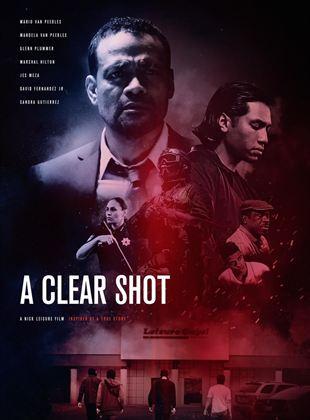 MARIO VAN PEEBLES
MANDELA VAN PEEBLES
GLENN PLUMMER
MARSHAL HILTON
JES MEZA
DAVID FERNANDEZ JR
SANDRA GUTIERREZ
A CLEAR SHOT
A NICK LEISURE FILM INSPIRED BY A TRUE STORY